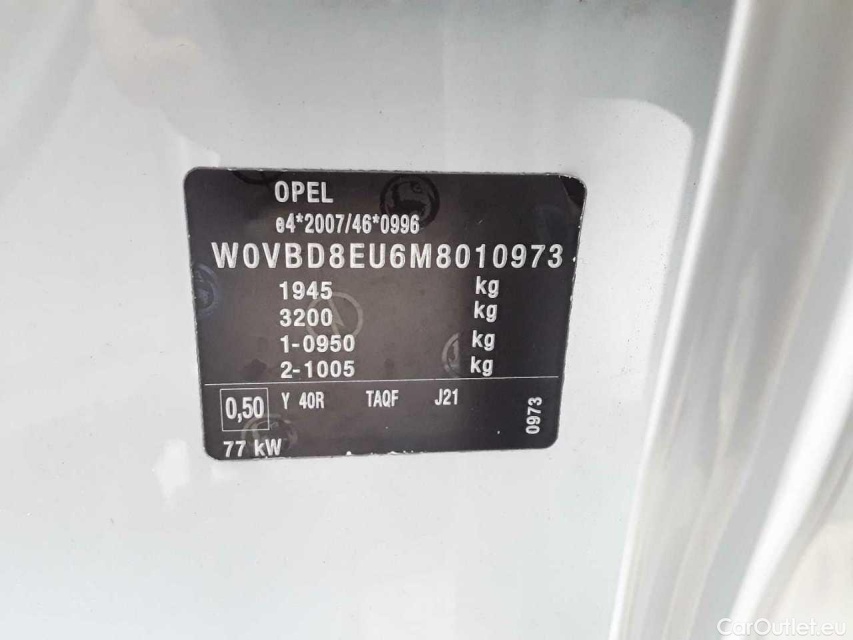 OPEL
e4*2007/46*0996
W0VBD8EU6M8010973
1945 kg
3200 kg
1-0950 kg
2-1005 kg
0,50 Y 40R TAQF J21
0973
77 kW
CarOutlet.eu